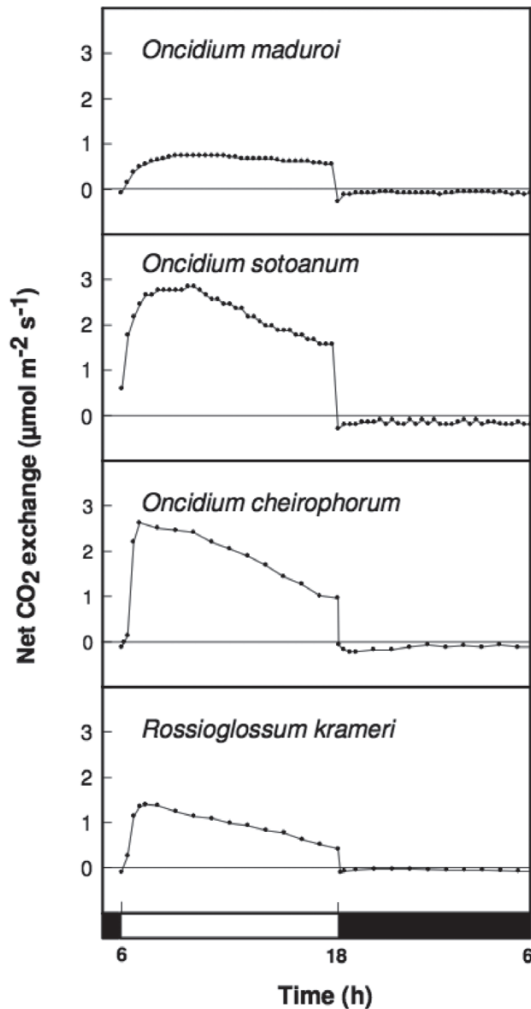 Oncidium maduroi
3
2
1
0
Oncidium sotoanum
3
2
1
0
Net CO2 exchange (µmol m-2 s-1)
Oncidium cheirophorum
3
2
1
0
Rossioglossum krameri
3
2
1
0
6 18 6
Time (h)